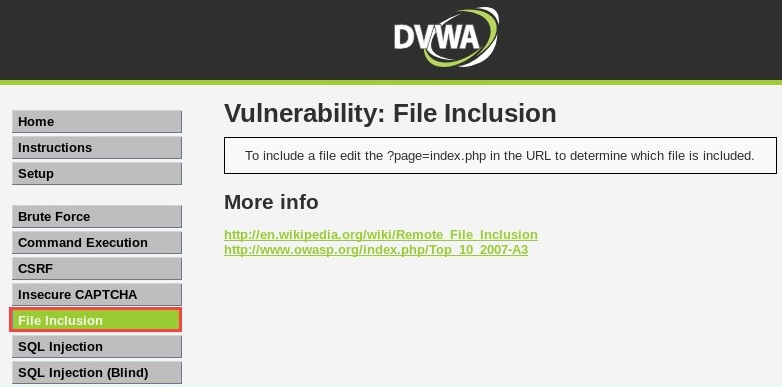 DVWA
Home
Instructions
Setup
Brute Force
Command Execution
CSRF
Insecure CAPTCHA
File Inclusion
SQL Injection
SQL Injection (Blind)
Vulnerability: File Inclusion
To include a file edit the ?page=index.php in the URL to determine which file is included.
More info
http://en.wikipedia.org/wiki/Remote_File_Inclusion
http://www.owasp.org/index.php/Top_10_2007-A3